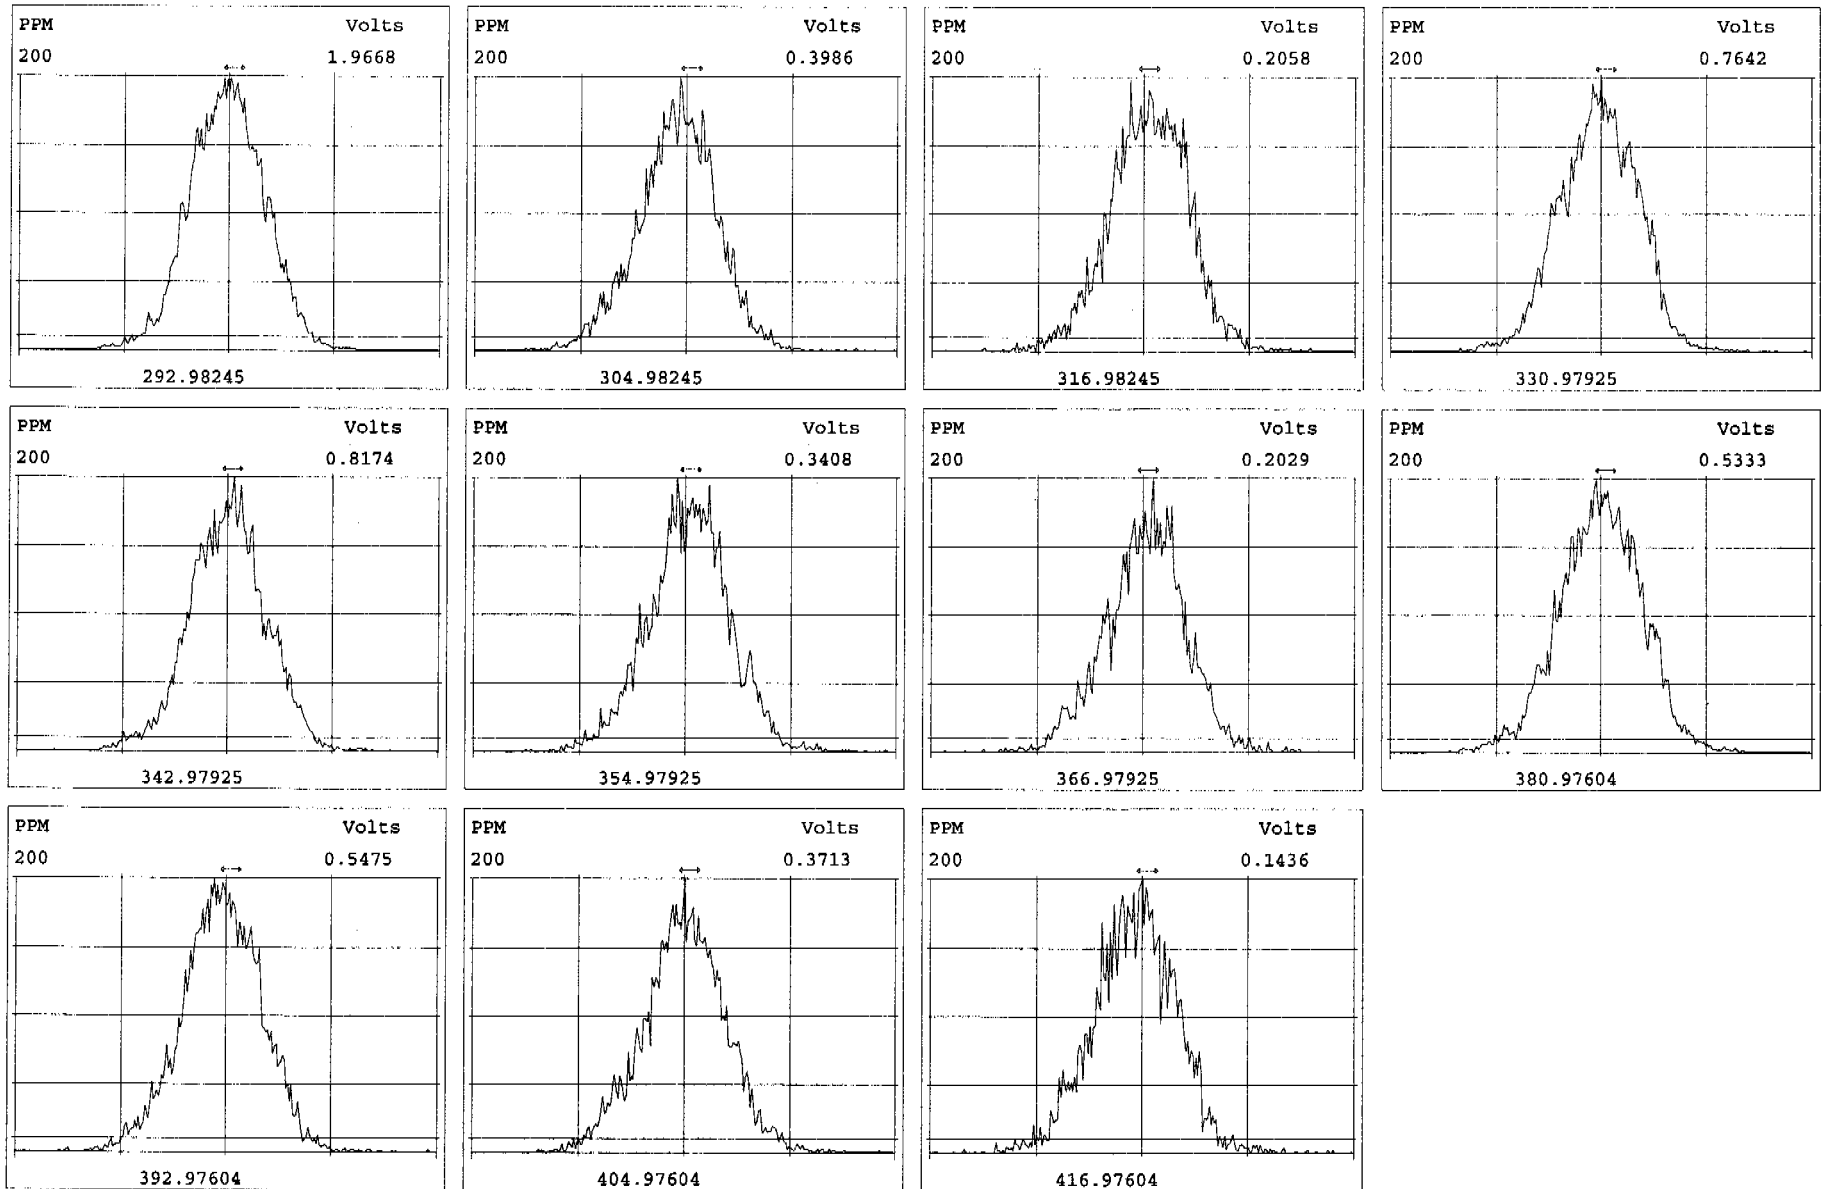 PPM Volts
200 1.9668
292.98245
PPM Volts
200 0.3986
304.98245
PPM Volts
200 0.2058
316.98245
PPM Volts
200 0.7642
330.97925
PPM Volts
200 0.8174
342.97925
PPM Volts
200 0.3408
354.97925
PPM Volts
200 0.2029
366.97925
PPM Volts
200 0.5333
380.97604
PPM Volts
200 0.5475
392.97604
PPM Volts
200 0.3713
404.97604
PPM Volts
200 0.1436
416.97604